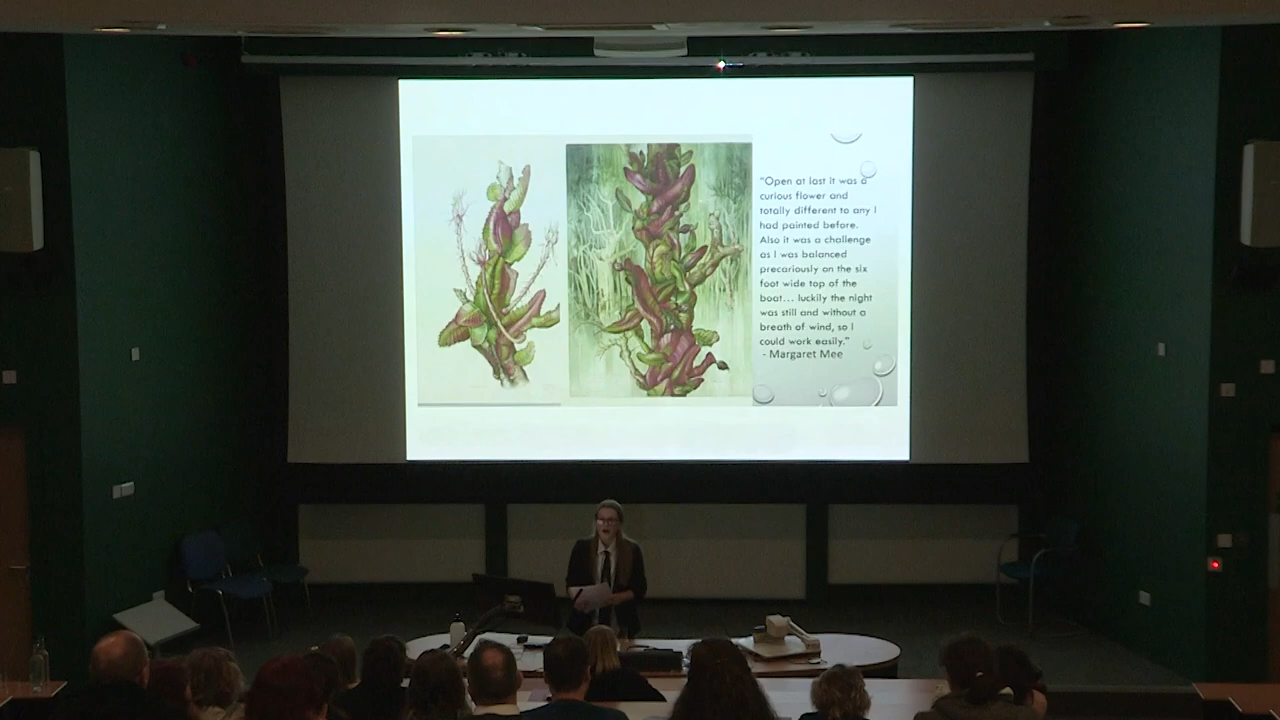 "Open at last it was a
curious flower and
totally different to any I
had painted before.
Also it was a challenge
as I was balanced
precariously on the six
foot wide top of the
boat... luckily the night
was still and without a
breath of wind, so I
could work easily."
- Margaret Mee